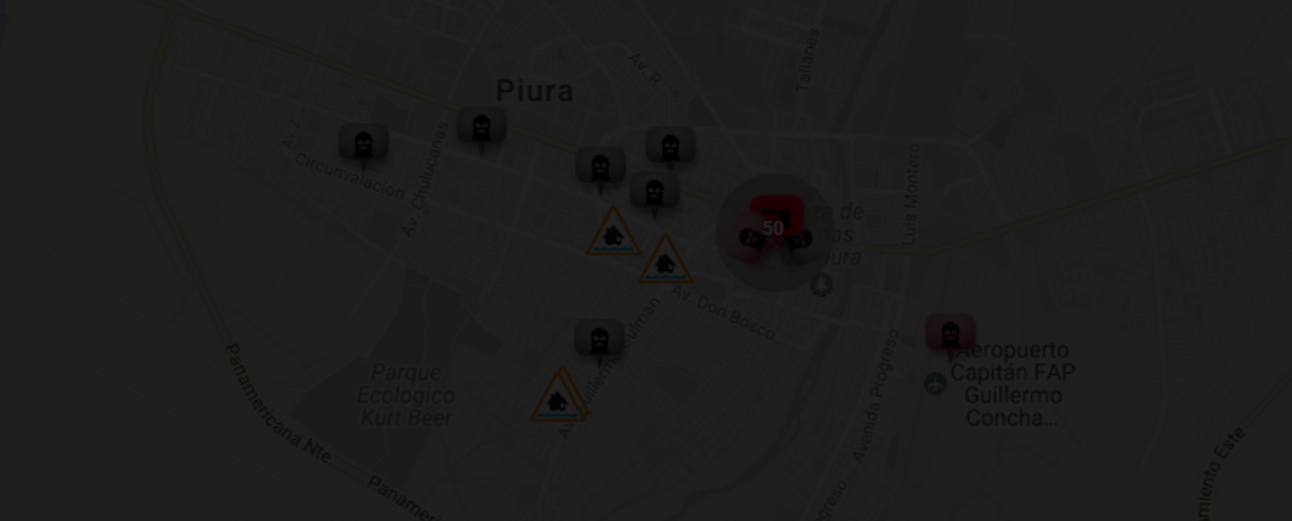 Av. R
Tallanes
Piura
Av. Chulucanas
Circunvalacion
Luis Montero
50
Av. Don Bosco
Aeropuerto
Capitán FAP
Guillermo
Concha...
Parque
Ecologico
Kurt Beer
Avenida Progreso
Panamericana Nte.